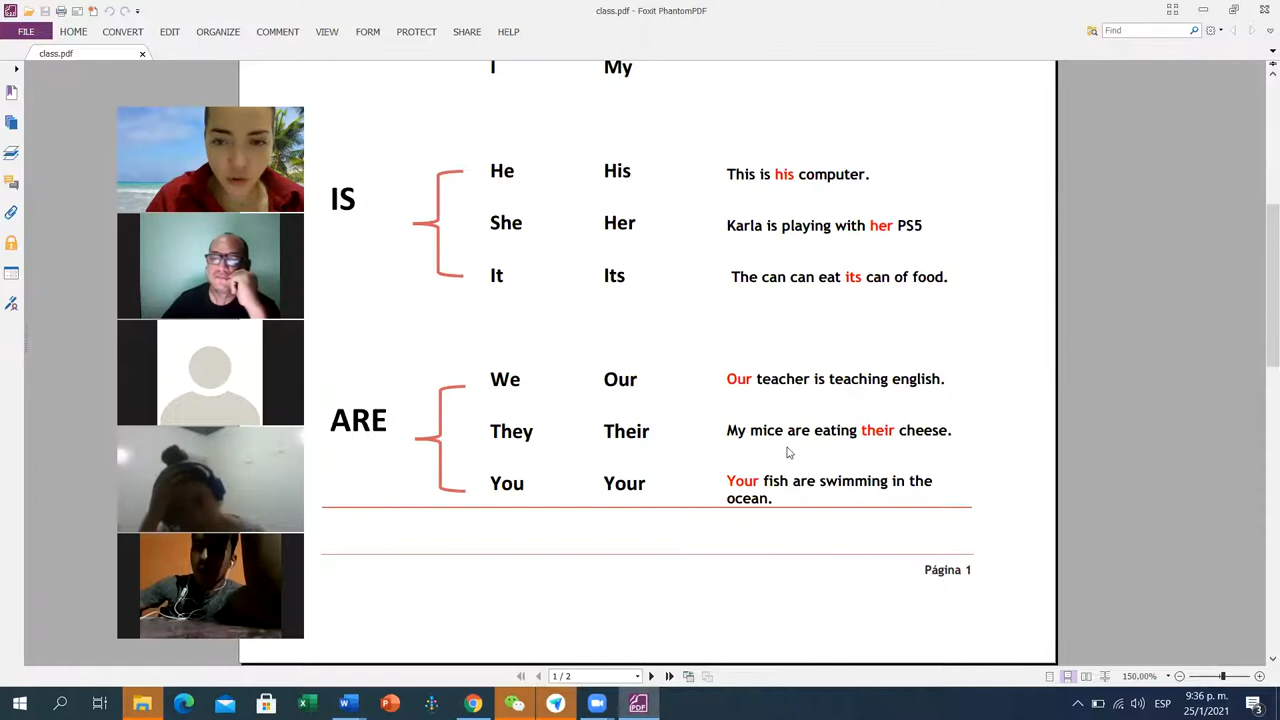 class.pdf - Foxit PhantomPDF
FILE HOME CONVERT EDIT ORGANIZE COMMENT VIEW FORM PROTECT SHARE HELP
Find
class.pdf
I My
IS
He His This is his computer.
She Her Karla is playing with her PS5
It Its The can can eat its can of food.
ARE
We Our Our teacher is teaching english.
They Their My mice are eating their cheese.
You Your Your fish are swimming in the
ocean.
Página 1
1 / 2
150.00%
ESP
9:36 p. m.
25/1/2021
3